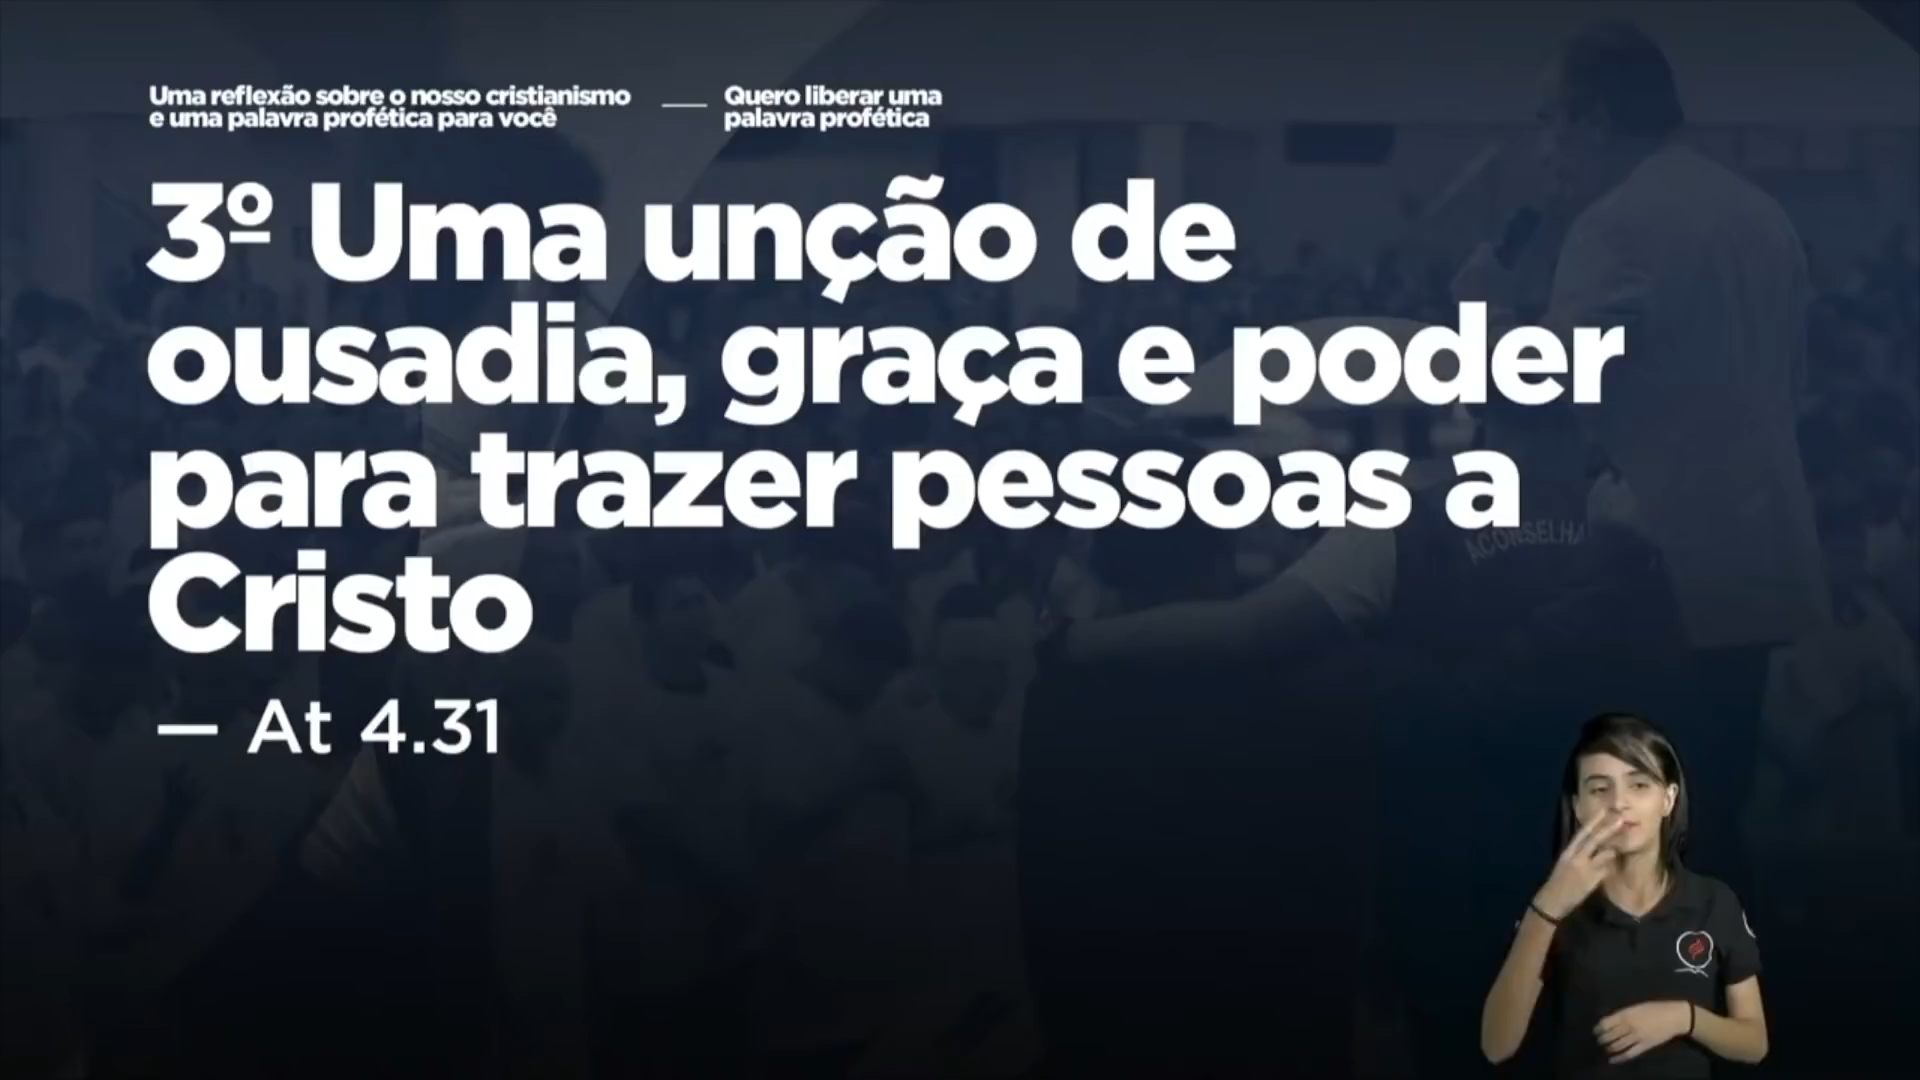 Uma reflexão sobre o nosso cristianismo
e uma palavra profética para você
Quero liberar uma
palavra profética
3º Uma unção de
ousadia, graça e poder
para trazer pessoas a
Cristo
— At 4.31
ACONSELHA